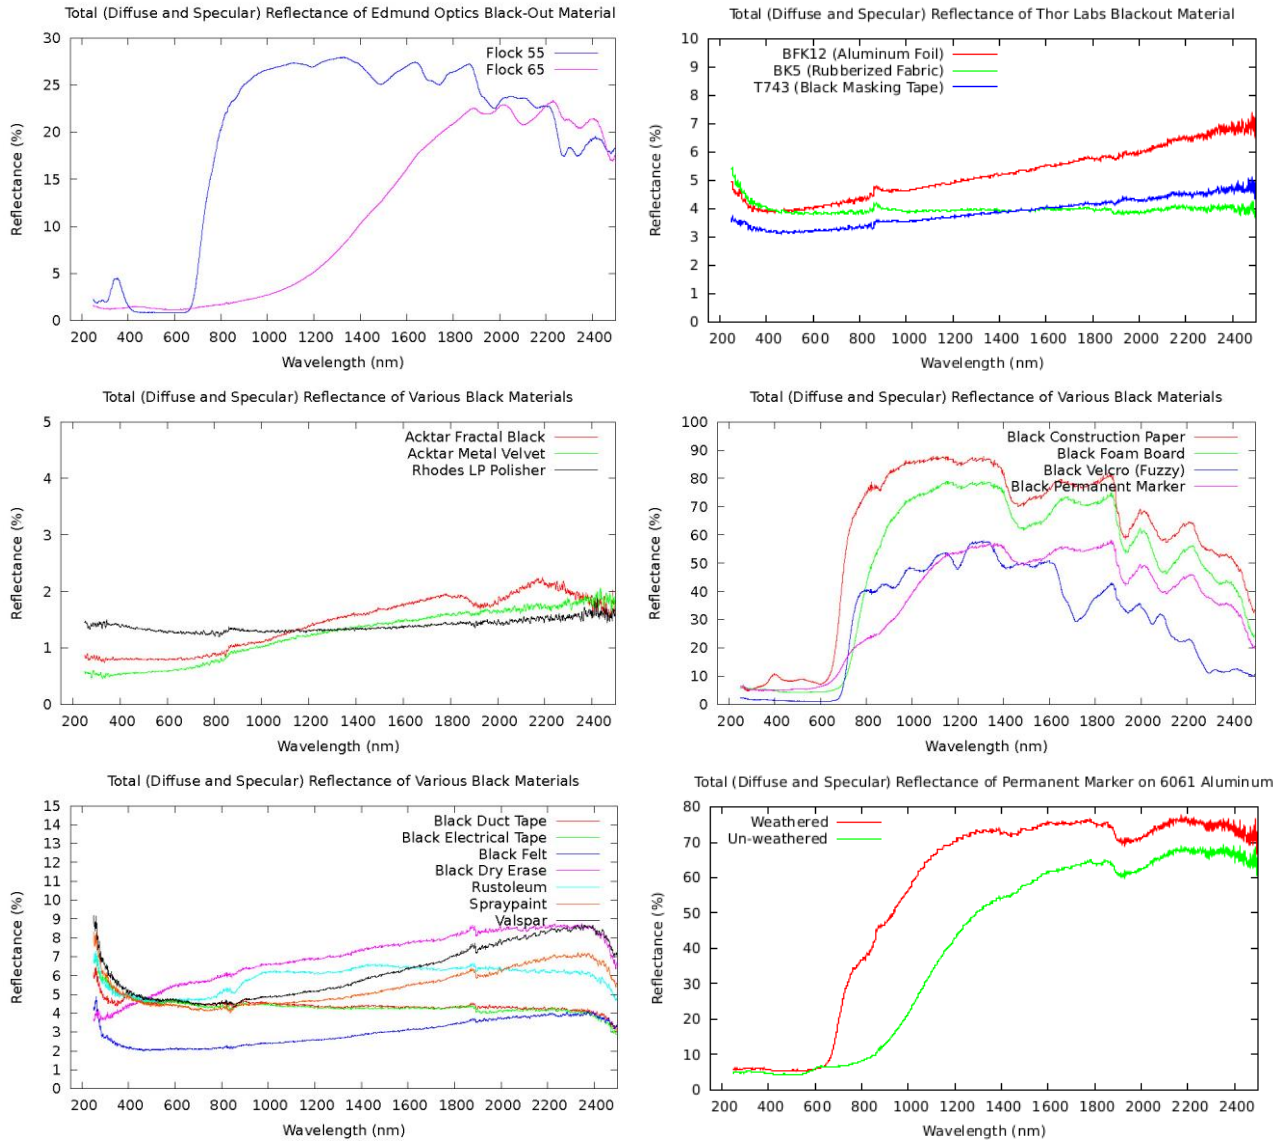 Total (Diffuse and Specular) Reflectance of Edmund Optics Black-Out Material
30
25
20
15
10
5
0
Reflectance (%)
Flock 55
Flock 65
200 400 600 800 1000 1200 1400 1600 1800 2000 2200 2400
Wavelength (nm)
Total (Diffuse and Specular) Reflectance of Thor Labs Blackout Material
10
9
8
7
6
5
4
3
2
1
0
Reflectance (%)
BFK12 (Aluminum Foil)
BK5 (Rubberized Fabric)
T743 (Black Masking Tape)
200 400 600 800 1000 1200 1400 1600 1800 2000 2200 2400
Wavelength (nm)
Total (Diffuse and Specular) Reflectance of Various Black Materials
5
4
3
2
1
0
Reflectance (%)
Acktar Fractal Black
Acktar Metal Velvet
Rhodes LP Polisher
200 400 600 800 1000 1200 1400 1600 1800 2000 2200 2400
Wavelength (nm)
Total (Diffuse and Specular) Reflectance of Various Black Materials
100
90
80
70
60
50
40
30
20
10
0
Reflectance (%)
Black Construction Paper
Black Foam Board
Black Velcro (Fuzzy)
Black Permanent Marker
200 400 600 800 1000 1200 1400 1600 1800 2000 2200 2400
Wavelength (nm)
Total (Diffuse and Specular) Reflectance of Various Black Materials
15
14
13
12
11
10
9
8
7
6
5
4
3
2
1
0
Reflectance (%)
Black Duct Tape
Black Electrical Tape
Black Felt
Black Dry Erase
Rustoleum
Spraypaint
Valspar
200 400 600 800 1000 1200 1400 1600 1800 2000 2200 2400
Wavelength (nm)
Total (Diffuse and Specular) Reflectance of Permanent Marker on 6061 Aluminum
80
70
60
50
40
30
20
10
0
Reflectance (%)
Weathered
Un-weathered
200 400 600 800 1000 1200 1400 1600 1800 2000 2200 2400
Wavelength (nm)